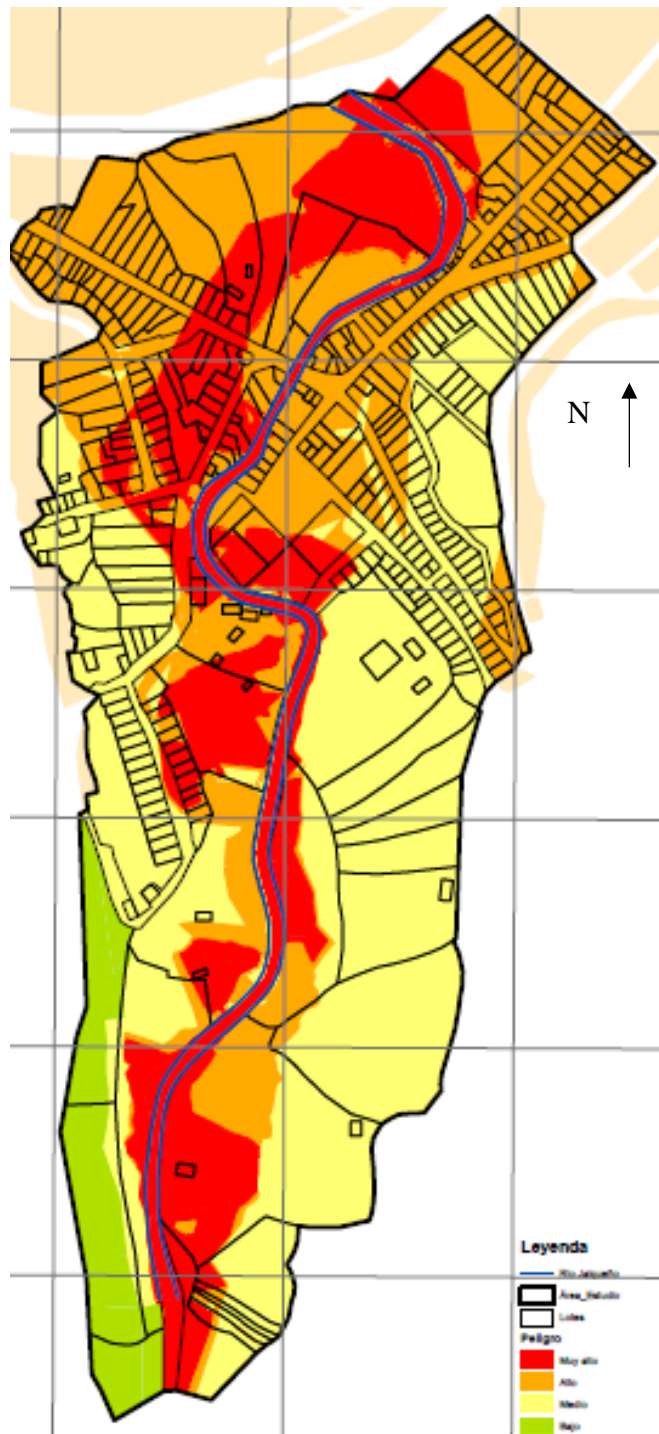 N
Leyenda
Río Jalqueño
Área_Estudio
Lotes
Peligro
Muy alto
Alto
Medio
Bajo